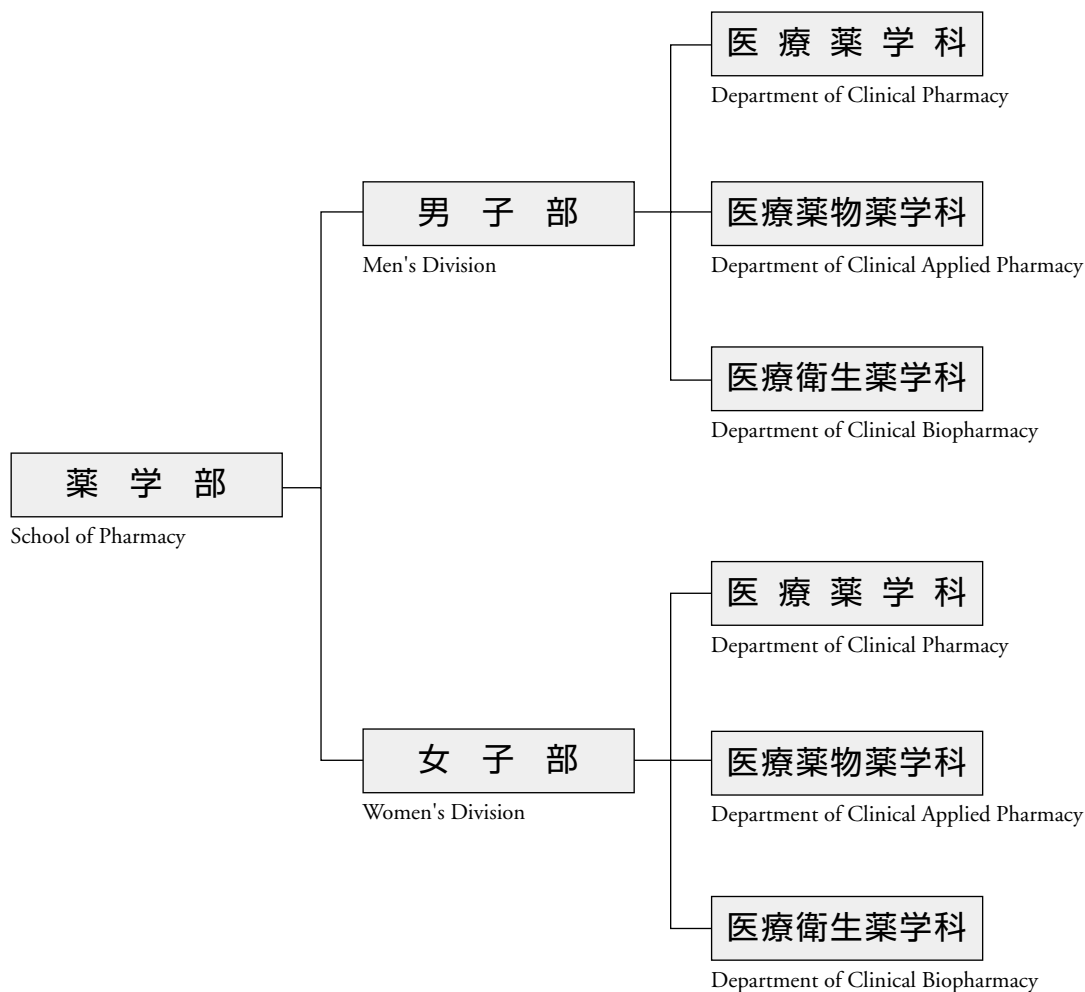 医療薬学科
Department of Clinical Pharmacy
男子部
Men's Division
医療薬物薬学科
Department of Clinical Applied Pharmacy
医療衛生薬学科
Department of Clinical Biopharmacy
薬学部
School of Pharmacy
医療薬学科
Department of Clinical Pharmacy
女子部
Women's Division
医療薬物薬学科
Department of Clinical Applied Pharmacy
医療衛生薬学科
Department of Clinical Biopharmacy